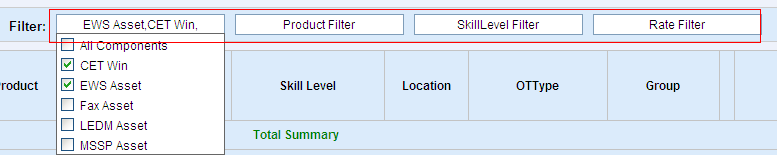 Filter: EWS Asset,CET Win, Product Filter SkillLevel Filter Rate Filter
All Components
CET Win
EWS Asset
Fax Asset
LEDM Asset
MSSP Asset
roduct Skill Level Location OTType Group
Total Summary